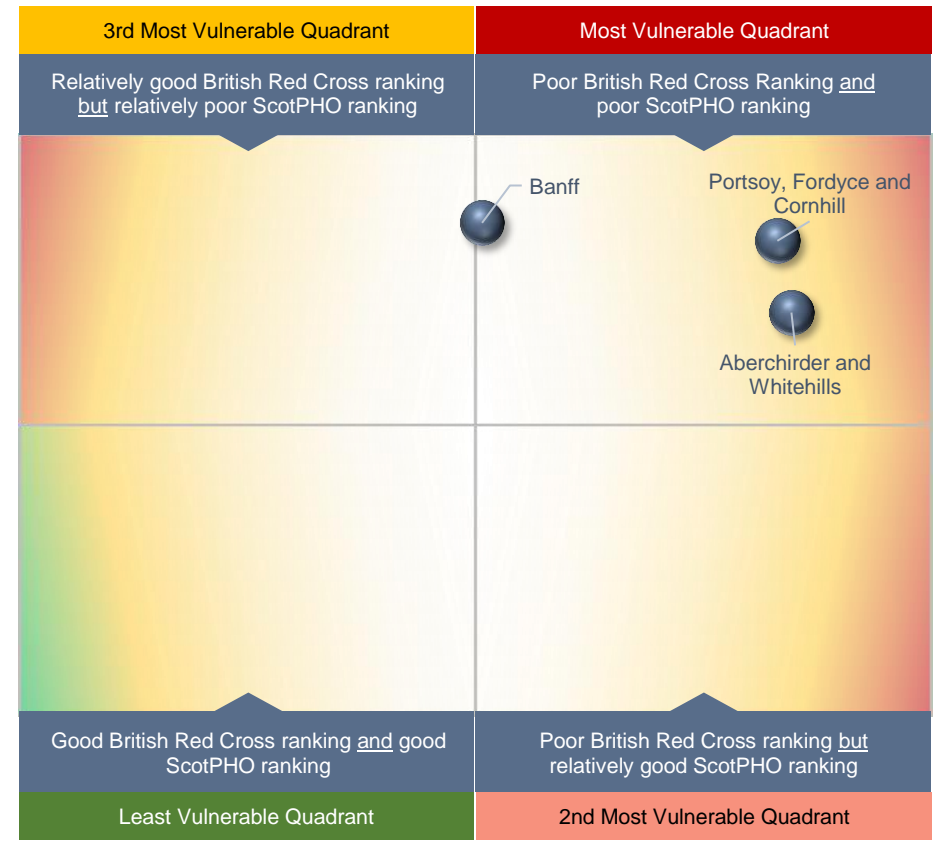 3rd Most Vulnerable Quadrant
Most Vulnerable Quadrant
Relatively good British Red Cross ranking
but relatively poor ScotPHO ranking
Poor British Red Cross Ranking and
poor ScotPHO ranking
Banff
Portsoy, Fordyce and
Cornhill
Aberchirder and
Whitehills
Good British Red Cross ranking and good
ScotPHO ranking
Poor British Red Cross ranking but
relatively good ScotPHO ranking
Least Vulnerable Quadrant
2nd Most Vulnerable Quadrant